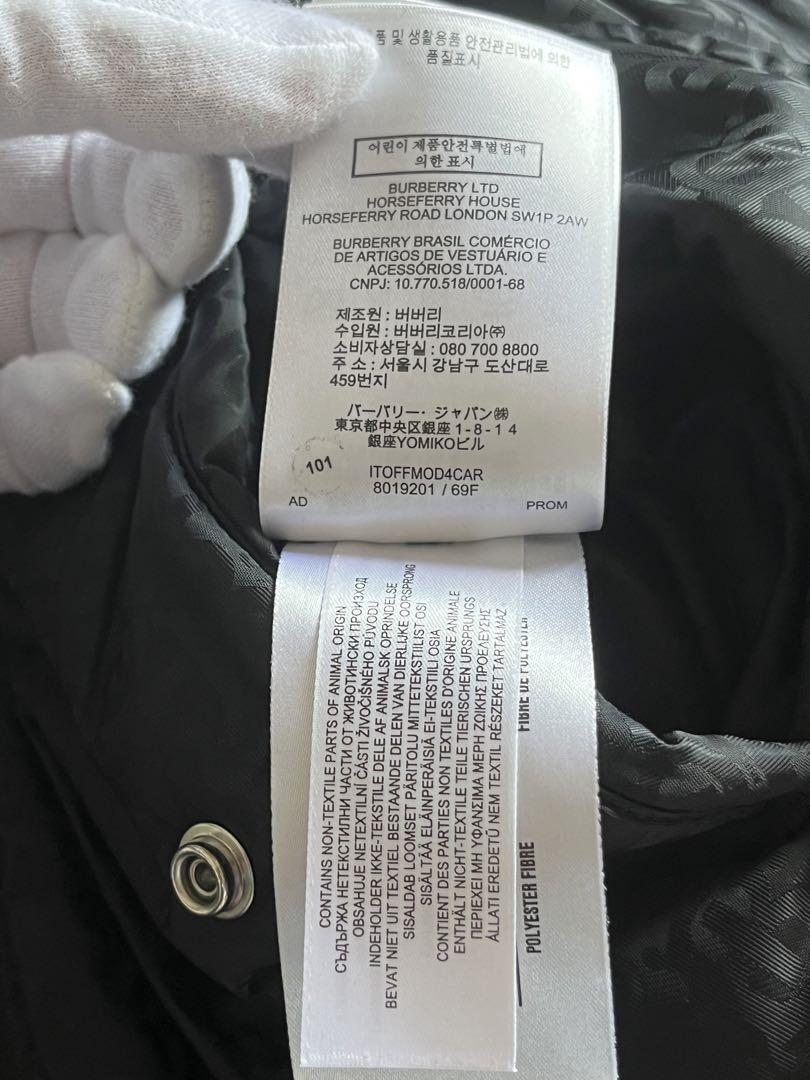 품 및 생활용품 안전관리법에 의한
품질표시
어린이 제품안전특별법에
의한 표시
BURBERRY LTD
HORSEFERRY HOUSE
HORSEFERRY ROAD LONDON SW1P 2AW
BURBERRY BRASIL COMÉRCIO
DE ARTIGOS DE VESTUÁRIO E
ACESSÓRIOS LTDA.
CNPJ: 10.770.518/0001-68
제조원 : 버버리
수입원 : 버버리코리아㈜
소비자상담실 : 080 700 8800
주 소 : 서울시 강남구 도산대로
459번지
バーバリー・ジャパン㈱
東京都中央区銀座 1-8-1 4
銀座YOMIKOビル
101
ITOFFMOD4CAR
8019201 / 69F
AD
PROM
CONTAINS NON-TEXTILE PARTS OF ANIMAL ORIGIN
СЪДЪРЖА НЕТЕКСТИЛНИ ЧАСТИ ОТ ЖИВОТИНСКИ ПРОИЗХОД
OBSAHUJE NETEXTILNÍ ČÁSTI ŽIVOČIŠNÉHO PŮVODU
INDEHOLDER IKKE-TEKSTILE DELE AF ANIMALSK OPRINDELSE
BEVAT NIET UIT TEXTIEL BESTAANDE DELEN VAN DIERLIJKE OORSPRONG
SISALDAB LOOMSET PÄRITOLU MITTETEKSTIILIST OSI
SISÄLTÄÄ ELÄINPERÄISIÄ EI-TEKSTIILI OSIA
CONTIENT DES PARTIES NON TEXTILES D'ORIGINE ANIMALE
ENTHÄLT NICHT-TEXTILE TEILE TIERISCHEN URSPRUNGS
ΠΕΡΙΕΧΕΙ ΜΗ ΥΦΑΝΣΙΜΑ ΜΕΡΗ ΖΩΙΚΗΣ ΠΡΟΕΛΕΥΣΗΣ
ÁLLATI EREDETŰ NEM TEXTIL RÉSZEKET TARTALMAZ
FIBRE DE POLYESTER
POLYESTER FIBRE